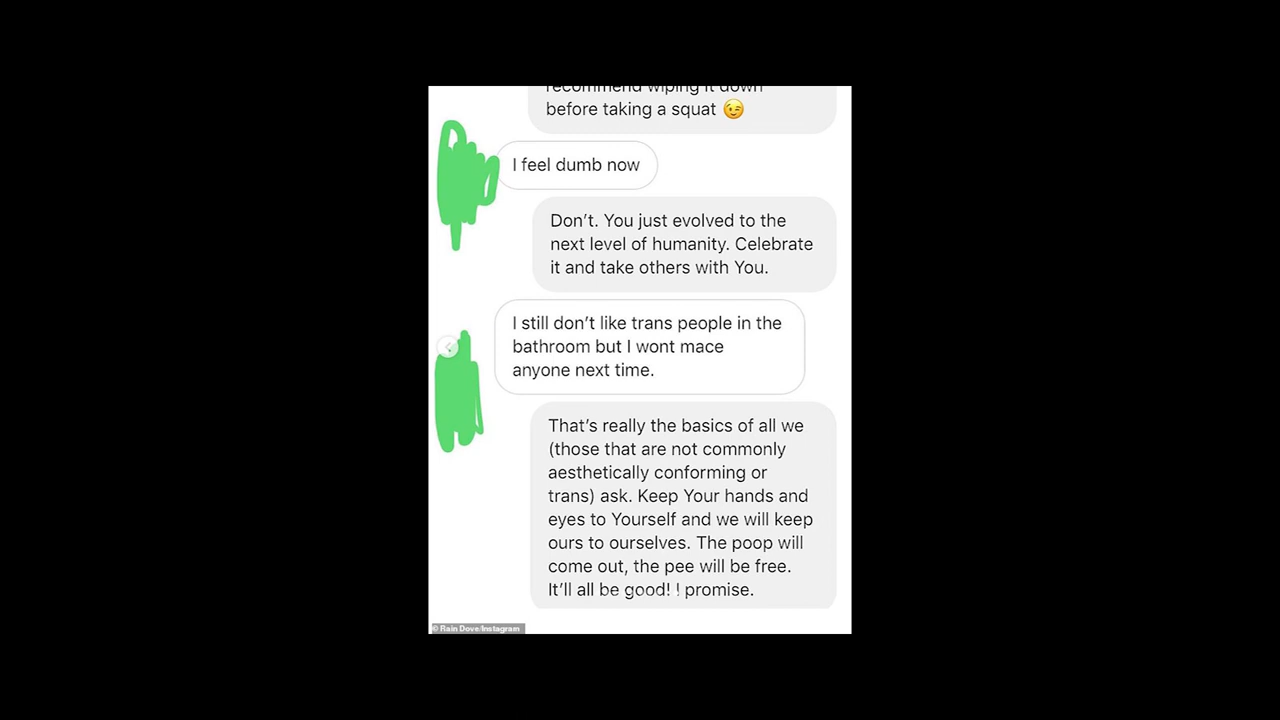 recommend wiping it down
before taking a squat 😉
I feel dumb now
Don't. You just evolved to the
next level of humanity. Celebrate
it and take others with You.
I still don't like trans people in the
bathroom but I wont mace
anyone next time.
That's really the basics of all we
(those that are not commonly
aesthetically conforming or
trans) ask. Keep Your hands and
eyes to Yourself and we will keep
ours to ourselves. The poop will
come out, the pee will be free.
It'll all be good! I promise.
© Rain Dove/Instagram